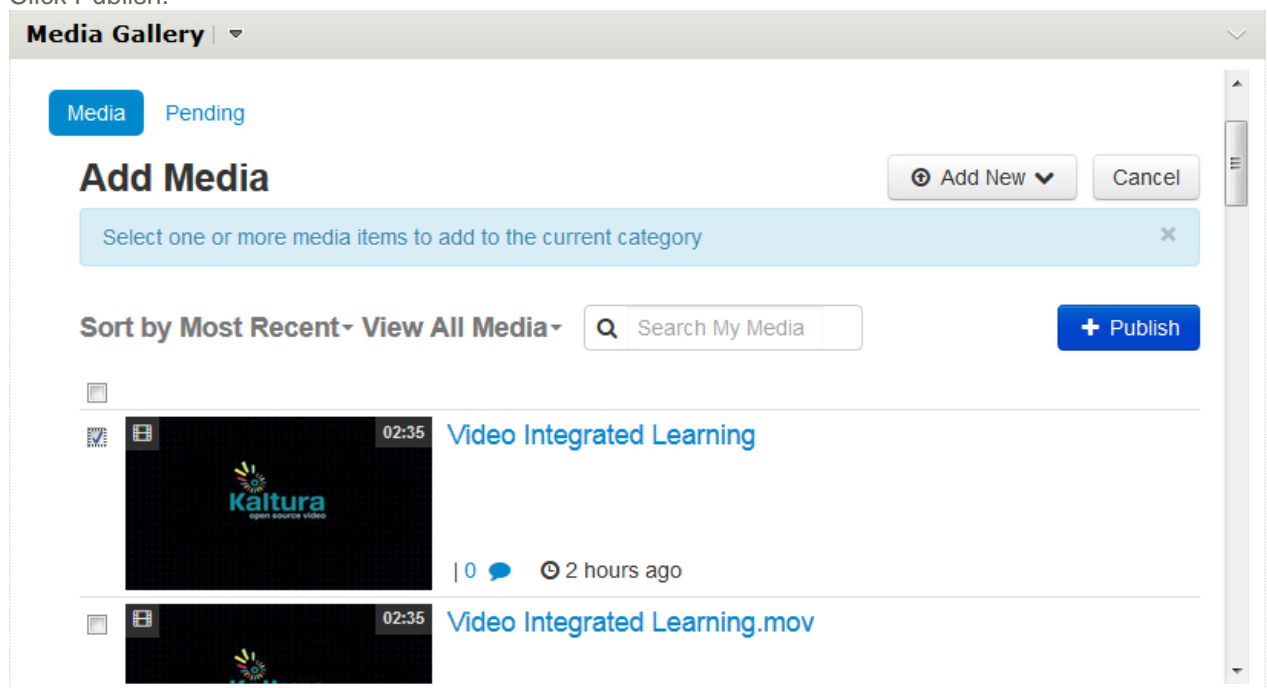 Click Publish.
Media Gallery
Media Pending
Add Media
Add New Cancel
Select one or more media items to add to the current category
Sort by Most Recent View All Media Search My Media + Publish
02:35 Video Integrated Learning
Kaltura
open source video
| 0 2 hours ago
02:35 Video Integrated Learning.mov